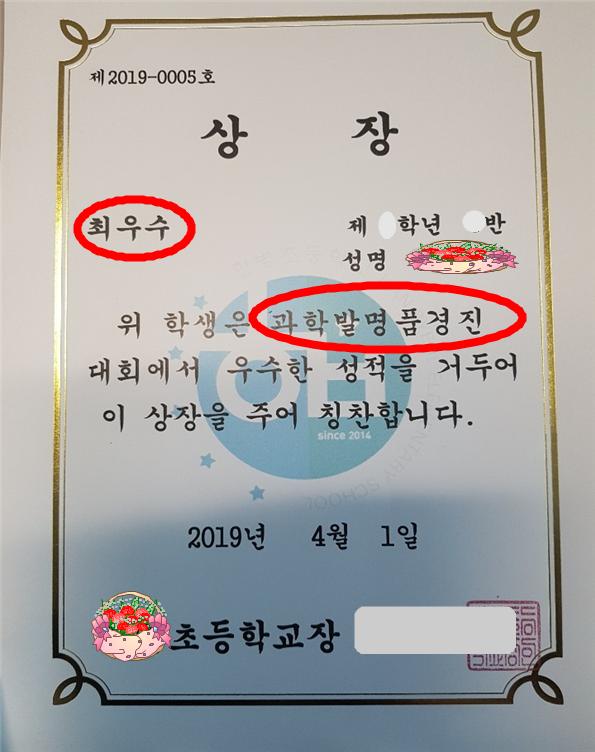 제2019-0005호
상 장
최우수 제 학년 반
성명
위 학생은 과학발명품경진
대회에서 우수한 성적을 거두어
이 상장을 주어 칭찬합니다.
since 2014
2019년 4월 1일
초등학교장